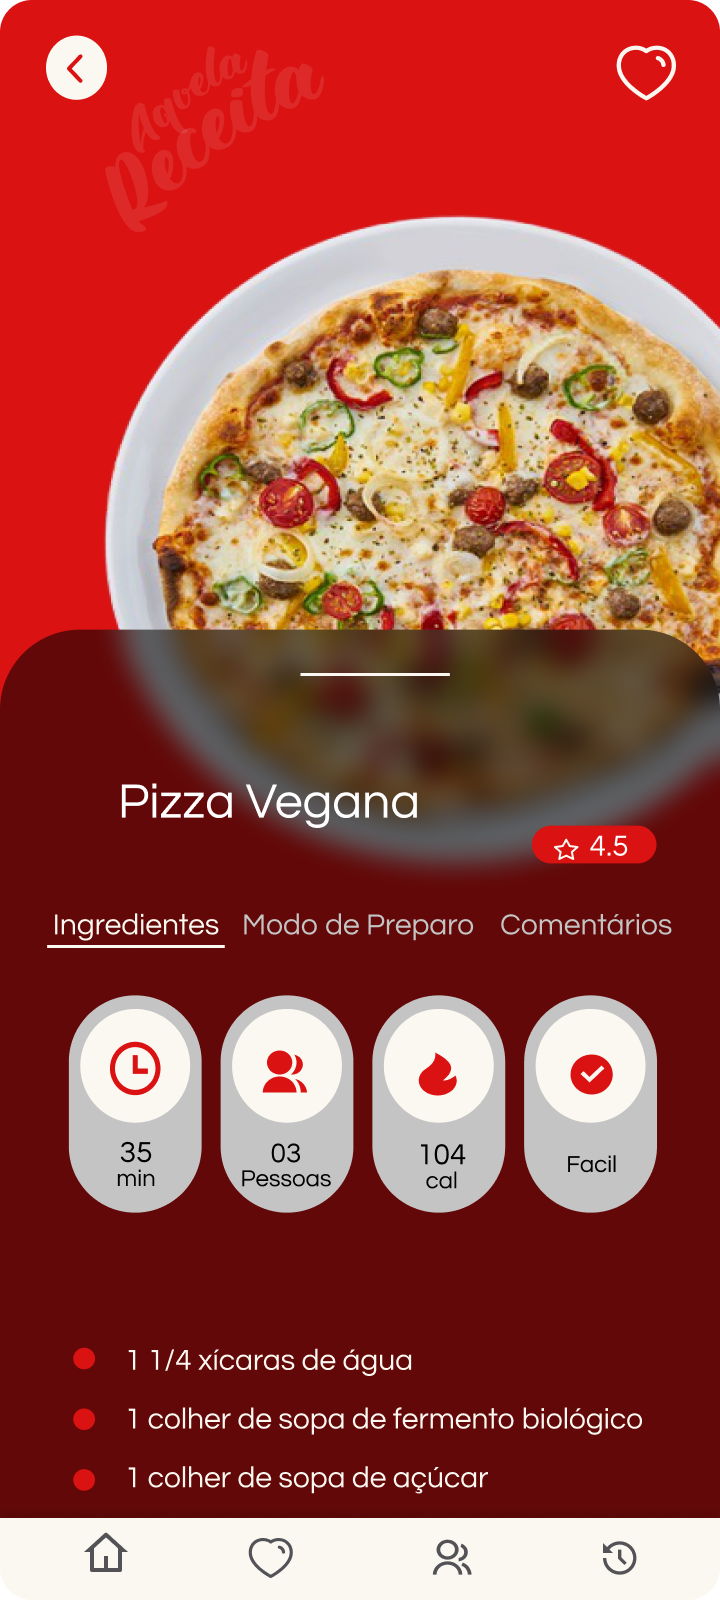 Aquela
Receita
Pizza Vegana
4.5
Ingredientes Modo de Preparo Comentários
35
min
03
Pessoas
104
cal
Facil
1 1/4 xícaras de água
1 colher de sopa de fermento biológico
1 colher de sopa de açúcar